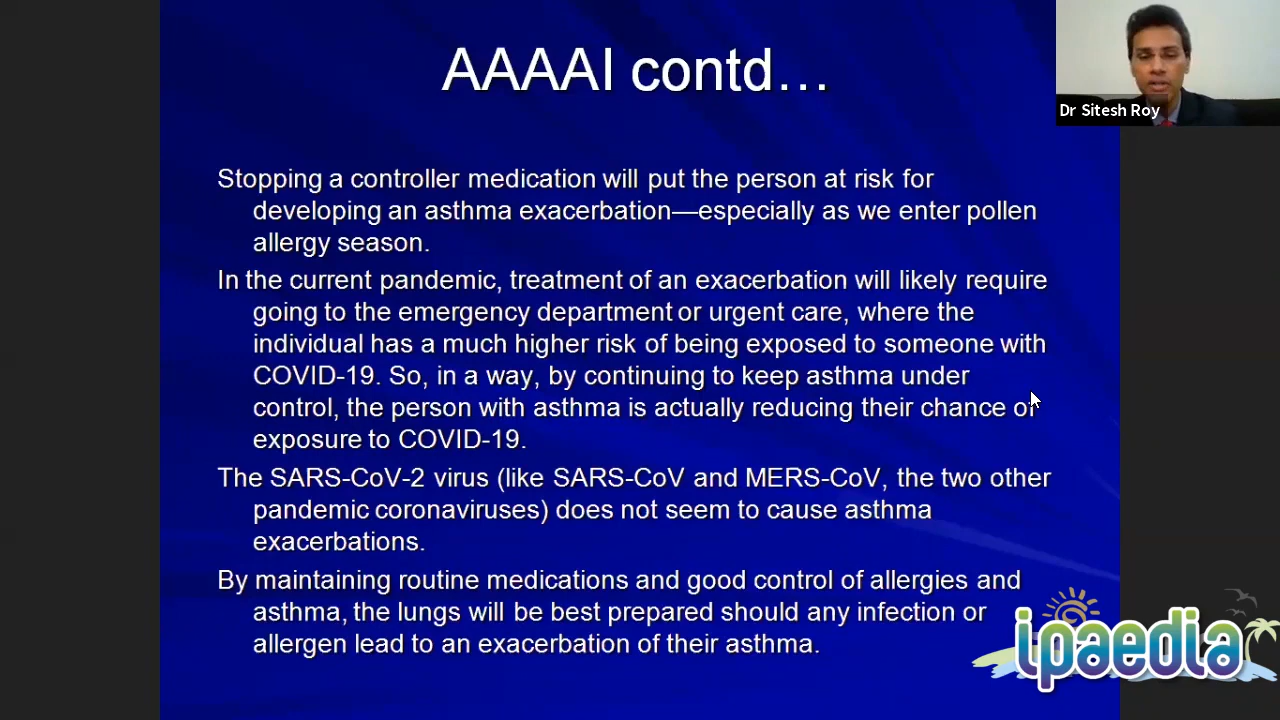 AAAAI contd…
Dr Sitesh Roy
Stopping a controller medication will put the person at risk for
developing an asthma exacerbation—especially as we enter pollen
allergy season.
In the current pandemic, treatment of an exacerbation will likely require
going to the emergency department or urgent care, where the
individual has a much higher risk of being exposed to someone with
COVID-19. So, in a way, by continuing to keep asthma under
control, the person with asthma is actually reducing their chance of
exposure to COVID-19.
The SARS-CoV-2 virus (like SARS-CoV and MERS-CoV, the two other
pandemic coronaviruses) does not seem to cause asthma
exacerbations.
By maintaining routine medications and good control of allergies and
asthma, the lungs will be best prepared should any infection or
allergen lead to an exacerbation of their asthma.
ipaedia